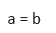 a = b